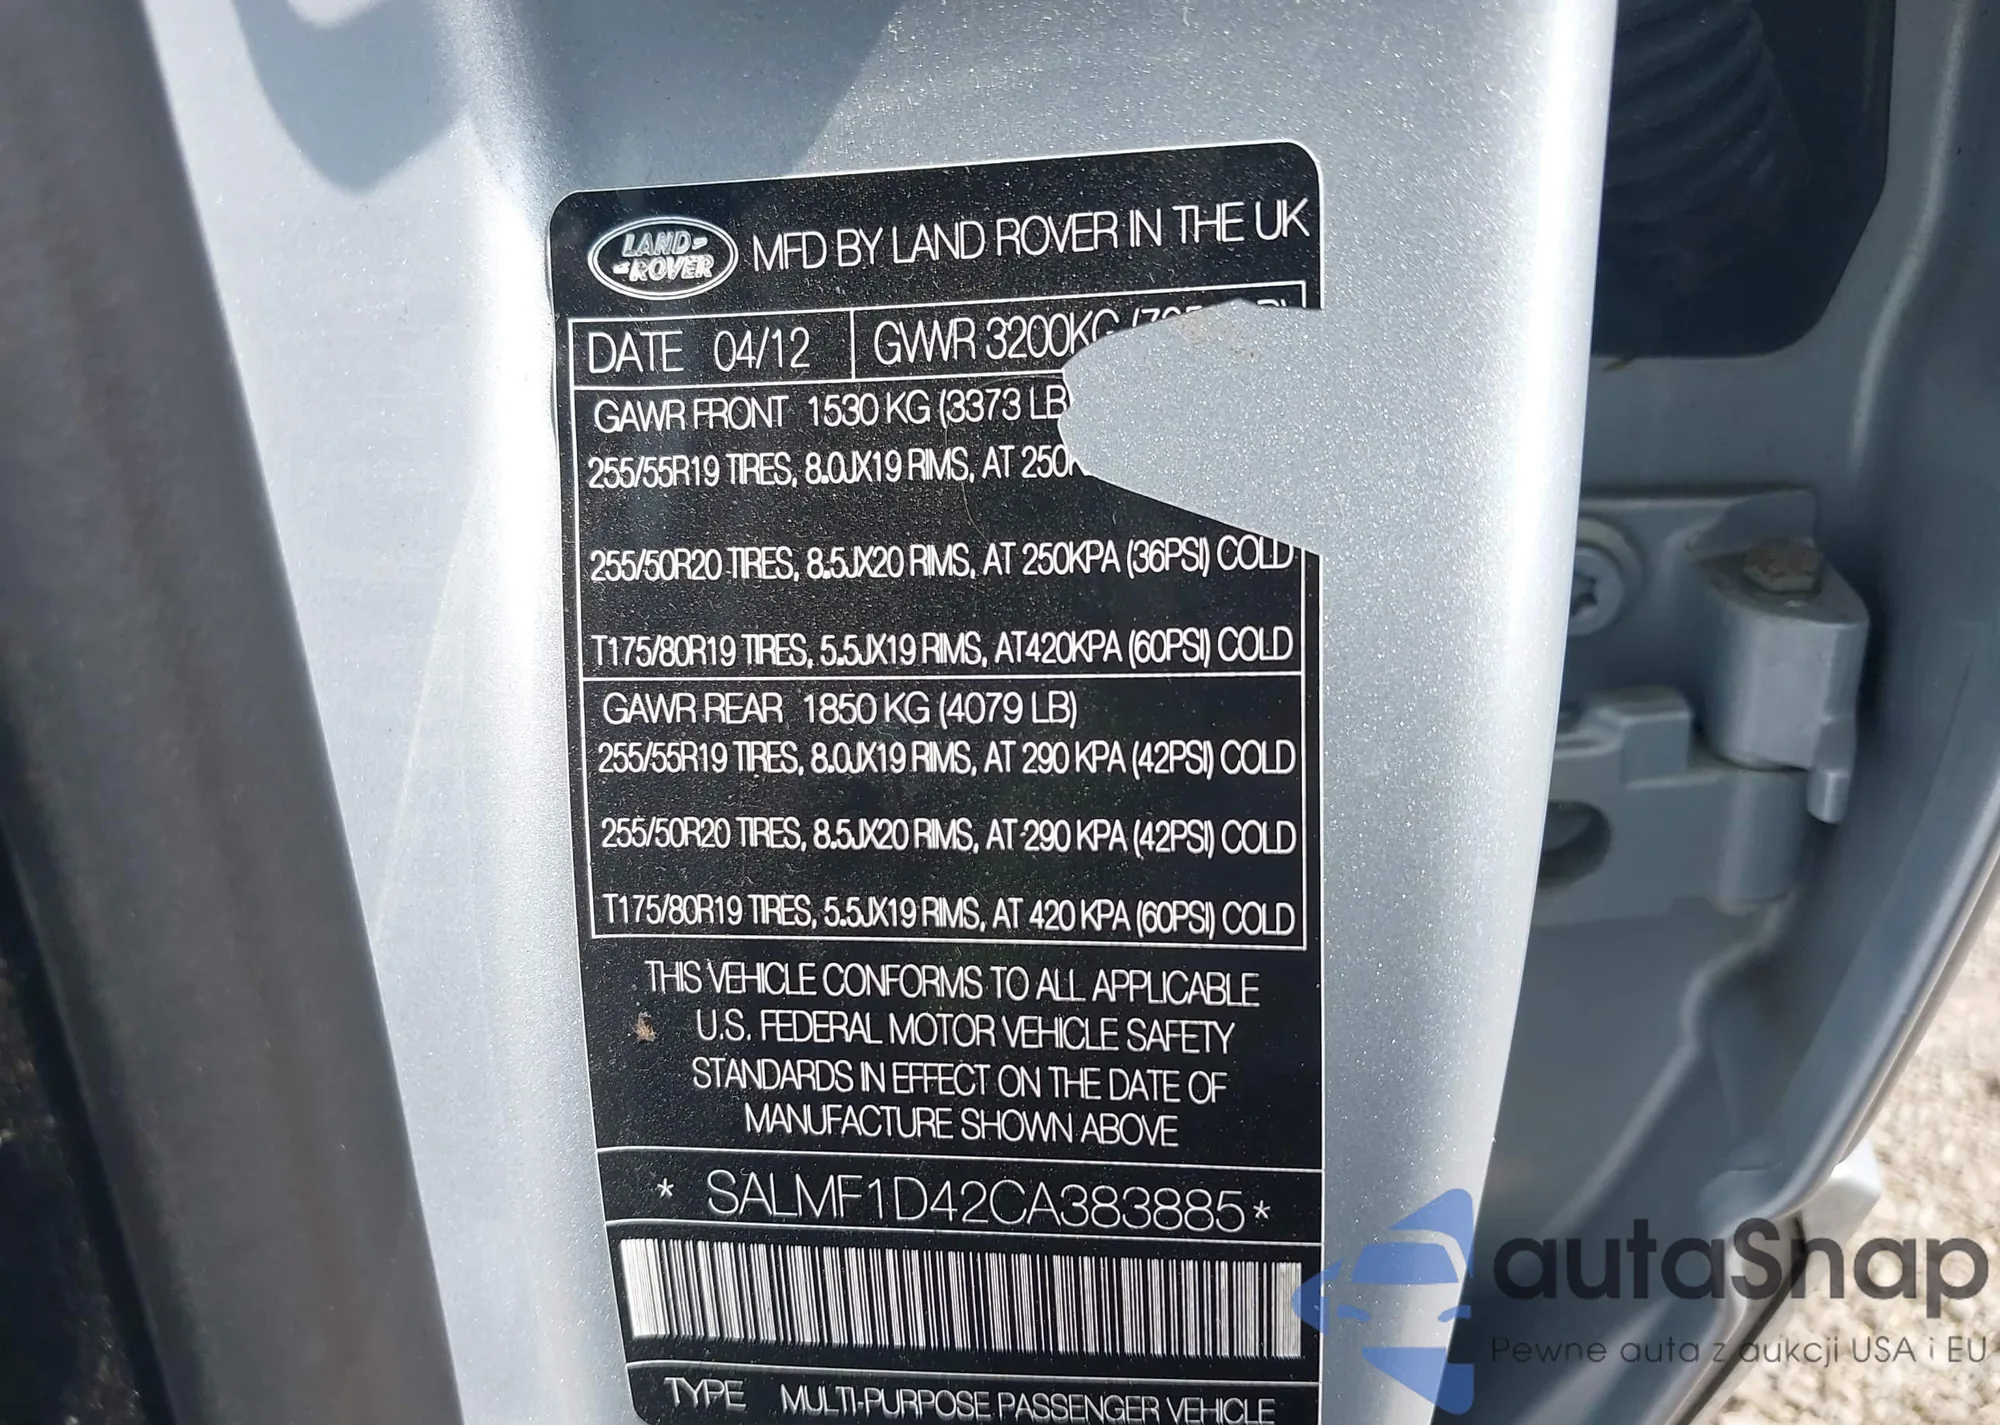 LAND ROVER
MFD BY LAND ROVER IN THE UK
DATE 04/12 GVWR 3200KG
GAWR FRONT 1530 KG (3373 LB
255/55R19 TIRES, 8.0JX19 RIMS, AT 250K
255/50R20 TIRES, 8.5JX20 RIMS, AT 250KPA (36PSI) COLD
T175/80R19 TIRES, 5.5JX19 RIMS, AT420KPA (60PSI) COLD
GAWR REAR 1850 KG (4079 LB)
255/55R19 TIRES, 8.0JX19 RIMS, AT 290 KPA (42PSI) COLD
255/50R20 TIRES, 8.5JX20 RIMS, AT 290 KPA (42PSI) COLD
T175/80R19 TIRES, 5.5JX19 RIMS, AT 420 KPA (60PSI) COLD
THIS VEHICLE CONFORMS TO ALL APPLICABLE
U.S. FEDERAL MOTOR VEHICLE SAFETY
STANDARDS IN EFFECT ON THE DATE OF
MANUFACTURE SHOWN ABOVE
* SALMF1D42CA383885 *
TYPE MULTI-PURPOSE PASSENGER VEHICLE
autaSnap
Pewne auta z aukcji USA i EU